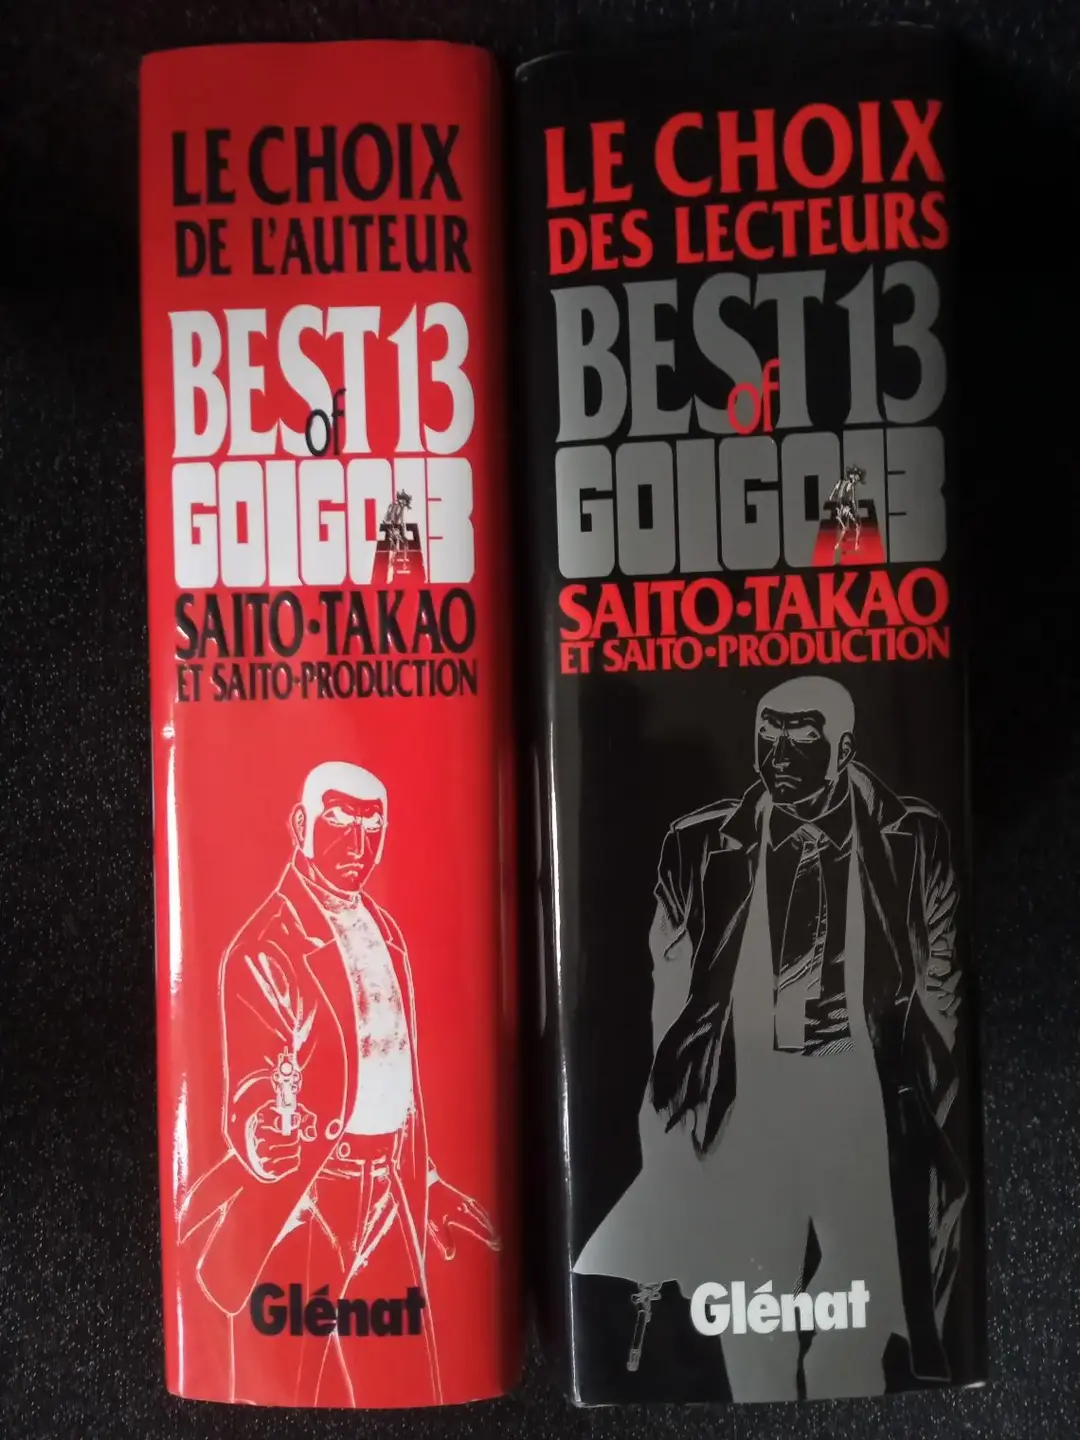 LE CHOIX
DE L'AUTEUR
BEST 13
of
GOLGO 13
SAITO•TAKAO
ET SAITO•PRODUCTION
Glénat
LE CHOIX
DES LECTEURS
BEST 13
of
GOLGO 13
SAITO•TAKAO
ET SAITO•PRODUCTION
Glénat